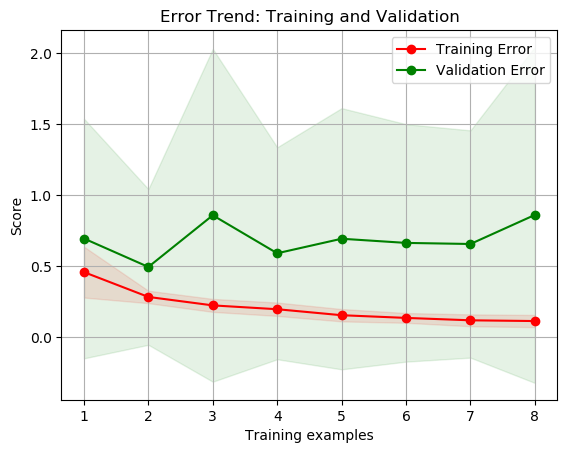 Error Trend: Training and Validation
Training Error
Validation Error
Score
2.0
1.5
1.0
0.5
0.0
1 2 3 4 5 6 7 8
Training examples